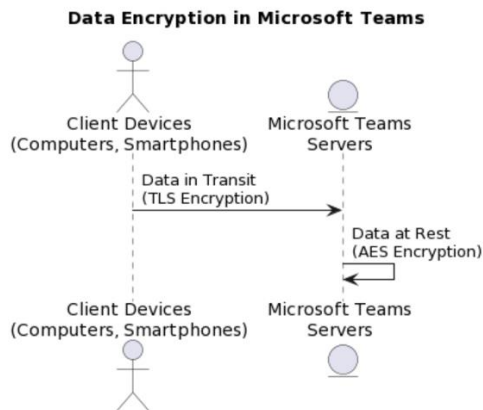 Data Encryption in Microsoft Teams
Client Devices
(Computers, Smartphones)
Microsoft Teams
Servers
Data in Transit
(TLS Encryption)
Data at Rest
(AES Encryption)
Client Devices
(Computers, Smartphones)
Microsoft Teams
Servers